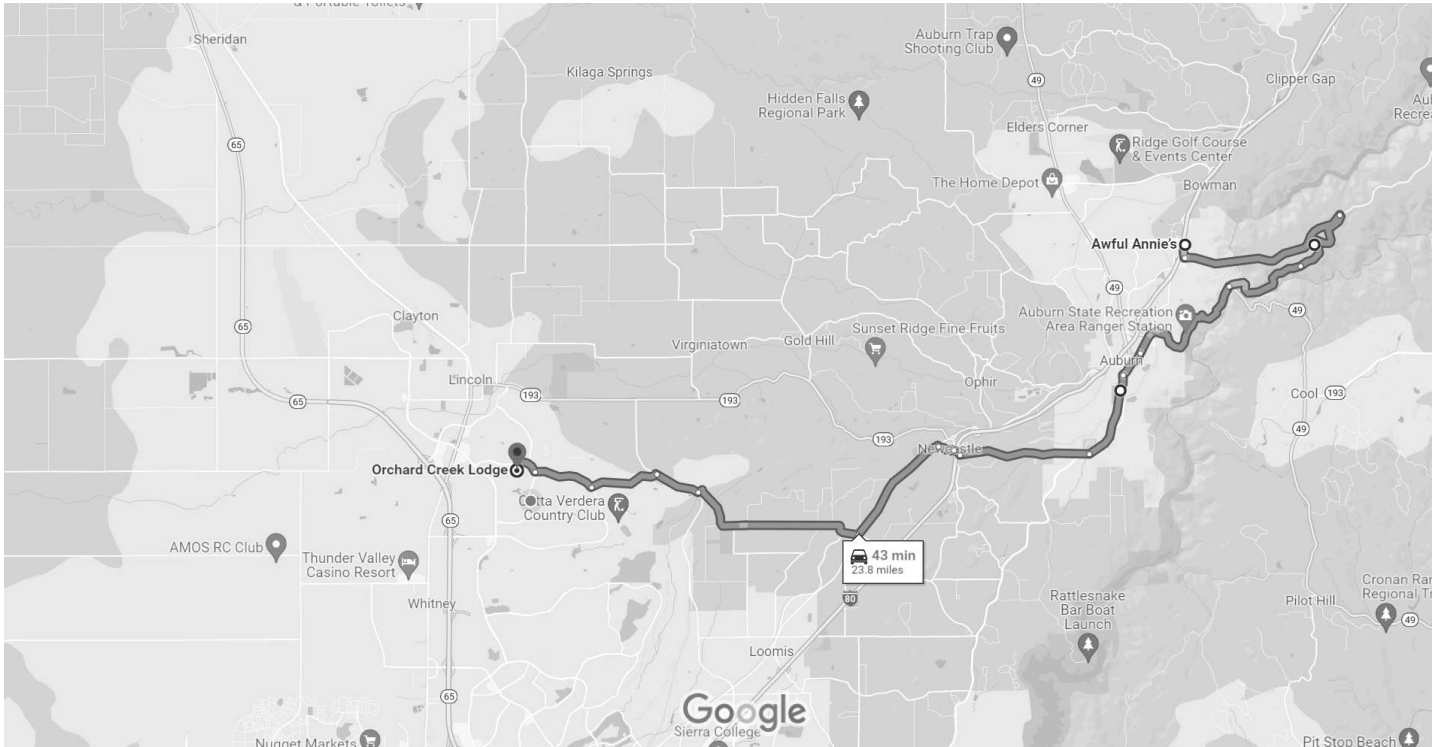 & Portable Toilets
Sheridan
Kilaga Springs
Auburn Trap
Shooting Club
49
Clipper Gap
Hidden Falls
Regional Park
Elders Corner
Ridge Golf Course
& Events Center
65
The Home Depot
Bowman
Awful Annie's
49
Auburn State Recreation
Area Ranger Station
49
Clayton
65
Virginiatown
Gold Hill
Sunset Ridge Fine Fruits
Auburn
Lincoln
Ophir
193
193
65
Cool
193
49
193
Newcastle
Orchard Creek Lodge
Verdera
Country Club
65
AMOS RC Club
Thunder Valley
Casino Resort
43 min
23.8 miles
Whitney
80
Rattlesnake
Bar Boat
Launch
Pilot Hill
Cronan
49
Loomis
65
Google
Sierra College
Nugget Markets
Pit Stop Beach